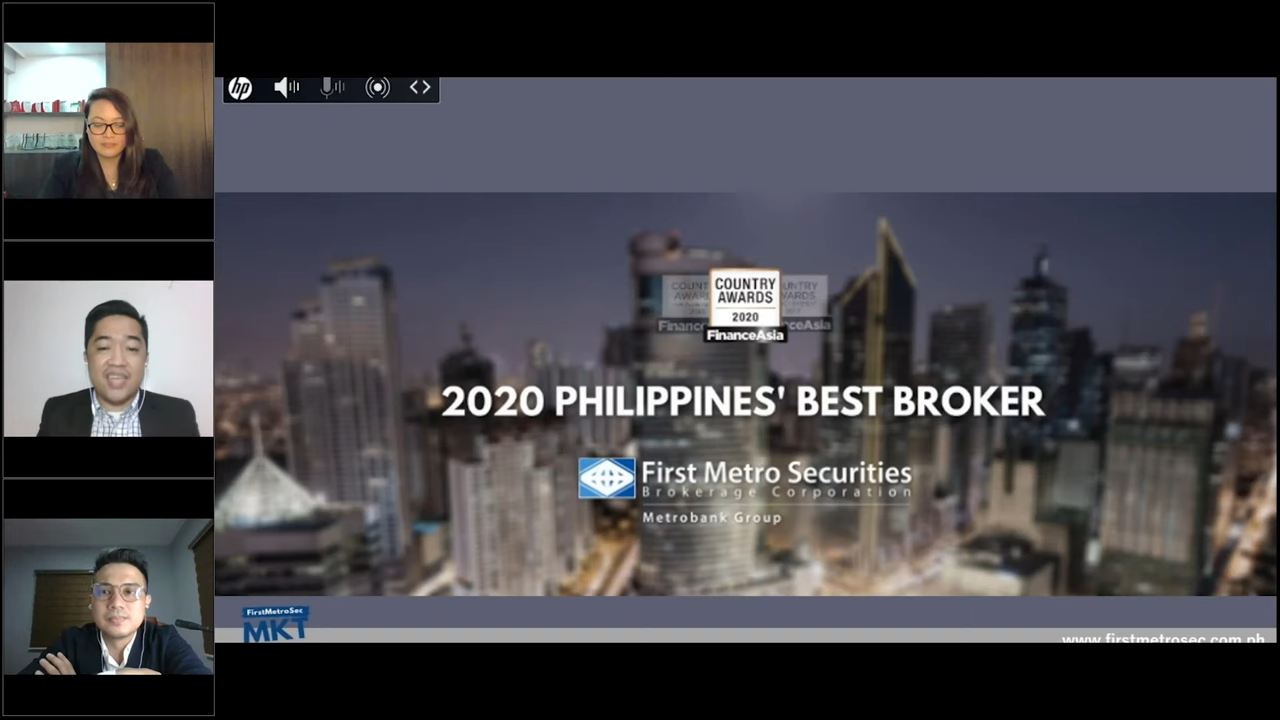 hp
COUNTRY
AWARDS
2020
FinanceAsia
2020 PHILIPPINES' BEST BROKER
First Metro Securities
Brokerage Corporation
Metrobank Group
FirstMetroSec
MKT
www.firstmetrosec.com.ph